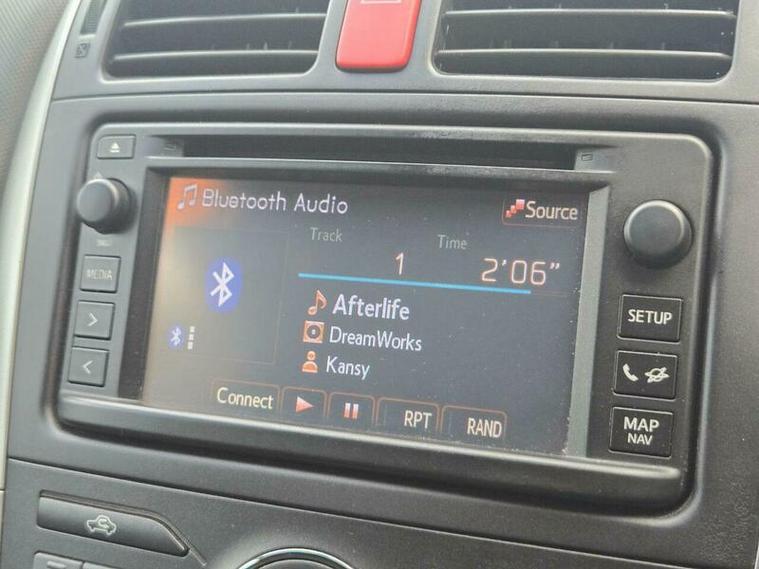 Bluetooth Audio
Source
Track
Time
1
2'06"
MEDIA
Afterlife
DreamWorks
Kansy
SETUP
Connect
RPT
RAND
MAP
NAV